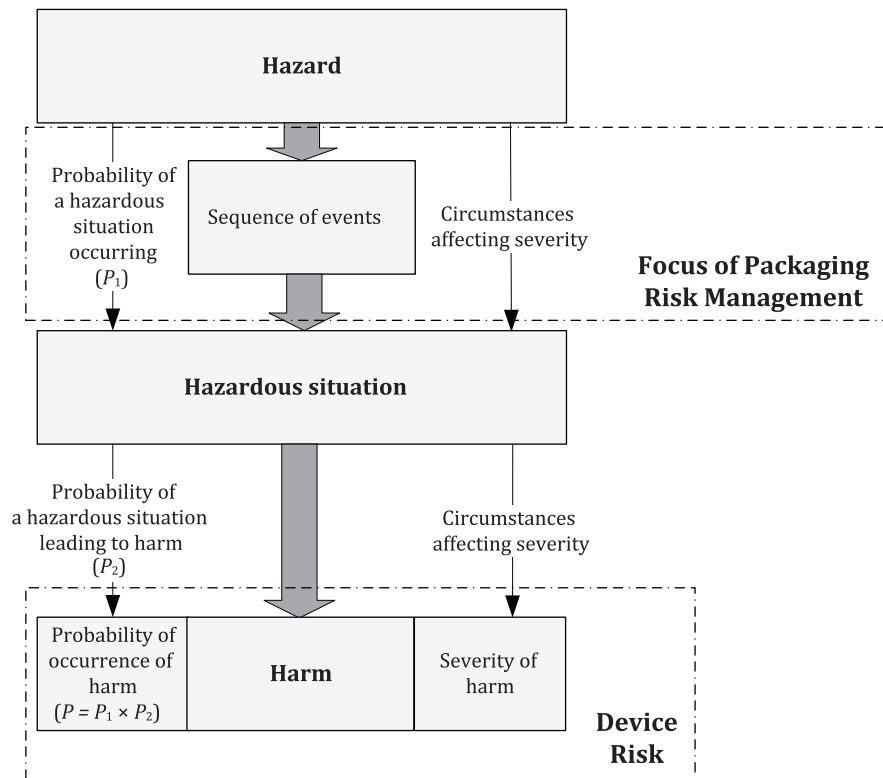 Hazard
Probability of
a hazardous
situation
occurring
(P₁)
Sequence of events
Circumstances
affecting severity
Focus of Packaging
Risk Management
Hazardous situation
Probability of
a hazardous situation
leading to harm
(P₂)
Circumstances
affecting severity
Probability of
occurrence of
harm
(P = P₁ × P₂)
Harm
Severity of
harm
Device
Risk